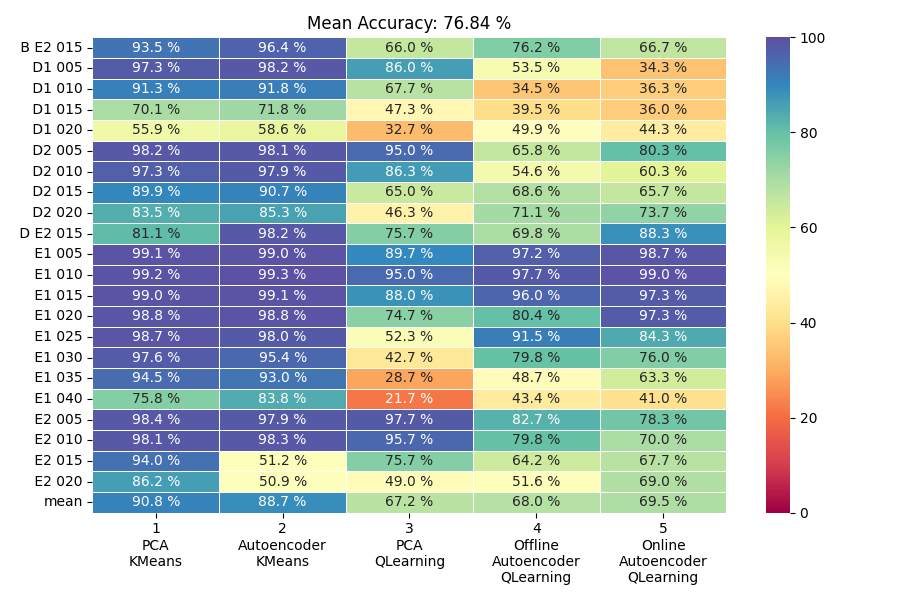 Mean Accuracy: 76.84 %
B E2 015 93.5 % 96.4 % 66.0 % 76.2 % 66.7 %
D1 005 97.3 % 98.2 % 86.0 % 53.5 % 34.3 %
D1 010 91.3 % 91.8 % 67.7 % 34.5 % 36.3 %
D1 015 70.1 % 71.8 % 47.3 % 39.5 % 36.0 %
D1 020 55.9 % 58.6 % 32.7 % 49.9 % 44.3 %
D2 005 98.2 % 98.1 % 95.0 % 65.8 % 80.3 %
D2 010 97.3 % 97.9 % 86.3 % 54.6 % 60.3 %
D2 015 89.9 % 90.7 % 65.0 % 68.6 % 65.7 %
D2 020 83.5 % 85.3 % 46.3 % 71.1 % 73.7 %
D E2 015 81.1 % 98.2 % 75.7 % 69.8 % 88.3 %
E1 005 99.1 % 99.0 % 89.7 % 97.2 % 98.7 %
E1 010 99.2 % 99.3 % 95.0 % 97.7 % 99.0 %
E1 015 99.0 % 99.1 % 88.0 % 96.0 % 97.3 %
E1 020 98.8 % 98.8 % 74.7 % 80.4 % 97.3 %
E1 025 98.7 % 98.0 % 52.3 % 91.5 % 84.3 %
E1 030 97.6 % 95.4 % 42.7 % 79.8 % 76.0 %
E1 035 94.5 % 93.0 % 28.7 % 48.7 % 63.3 %
E1 040 75.8 % 83.8 % 21.7 % 43.4 % 41.0 %
E2 005 98.4 % 97.9 % 97.7 % 82.7 % 78.3 %
E2 010 98.1 % 98.3 % 95.7 % 79.8 % 70.0 %
E2 015 94.0 % 51.2 % 75.7 % 64.2 % 67.7 %
E2 020 86.2 % 50.9 % 49.0 % 51.6 % 69.0 %
mean 90.8 % 88.7 % 67.2 % 68.0 % 69.5 %
1 2 3 4 5
PCA Autoencoder PCA Offline Online
KMeans KMeans QLearning Autoencoder Autoencoder
QLearning QLearning
100
80
60
40
20
0